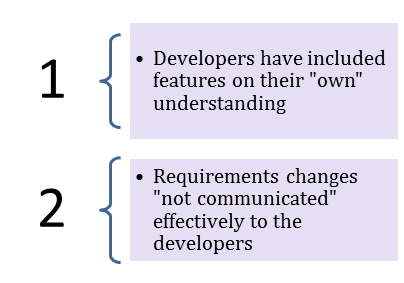 1
• Developers have included
features on their "own"
understanding
2
• Requirements changes
"not communicated"
effectively to the
developers